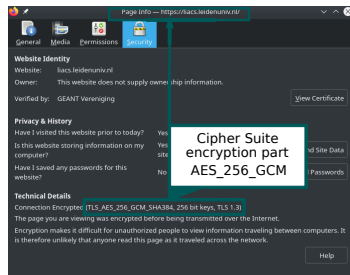 Page Info — https://liacs.leidenuniv.nl/
General Media Permissions Security
Website Identity
Website: liacs.leidenuniv.nl
Owner: This website does not supply ownership information.
Verified by: GEANT Vereniging
View Certificate
Privacy & History
Have I visited this website prior to today? Yes
Is this website storing information on my Yes
computer? site
nd Site Data
Have I saved any passwords for this No
website?
Passwords
Cipher Suite
encryption part
AES_256_GCM
Technical Details
Connection Encrypted (TLS_AES_256_GCM_SHA384, 256 bit keys, TLS 1.3)
The page you are viewing was encrypted before being transmitted over the Internet.
Encryption makes it difficult for unauthorized people to view information traveling between computers. It
is therefore unlikely that anyone read this page as it traveled across the network.
Help